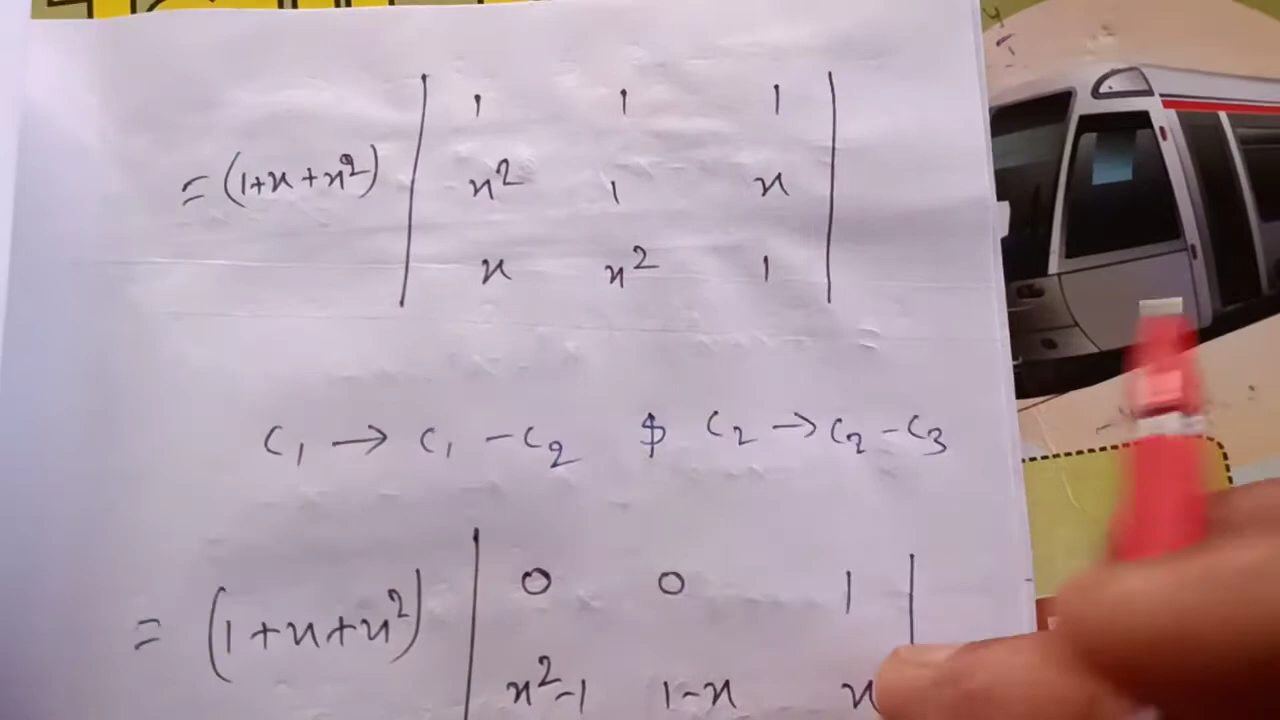 1 1 1
= (1+x+x²) x² 1 x
x x² 1
C₁ → C₁ - C₂ $ C₂ → C₂ - C₃
0 0 1
= (1+x+x²)
x²-1 1-x x